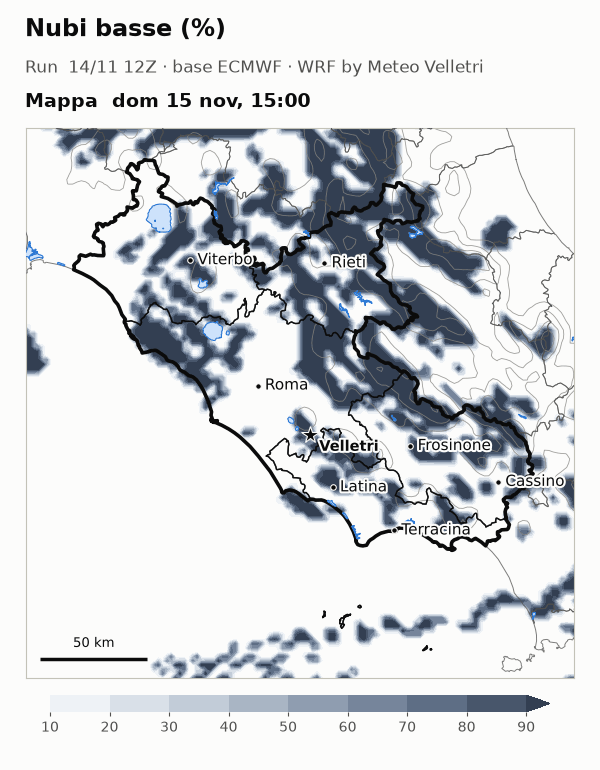 Nubi basse (%)
Run  14/11 12Z · base ECMWF · WRF by Meteo Velletri
Mappa  dom 15 nov, 15:00
Viterbo
Rieti
Roma
Velletri
Frosinone
Latina
Cassino
Terracina
50 km
10 20 30 40 50 60 70 80 90